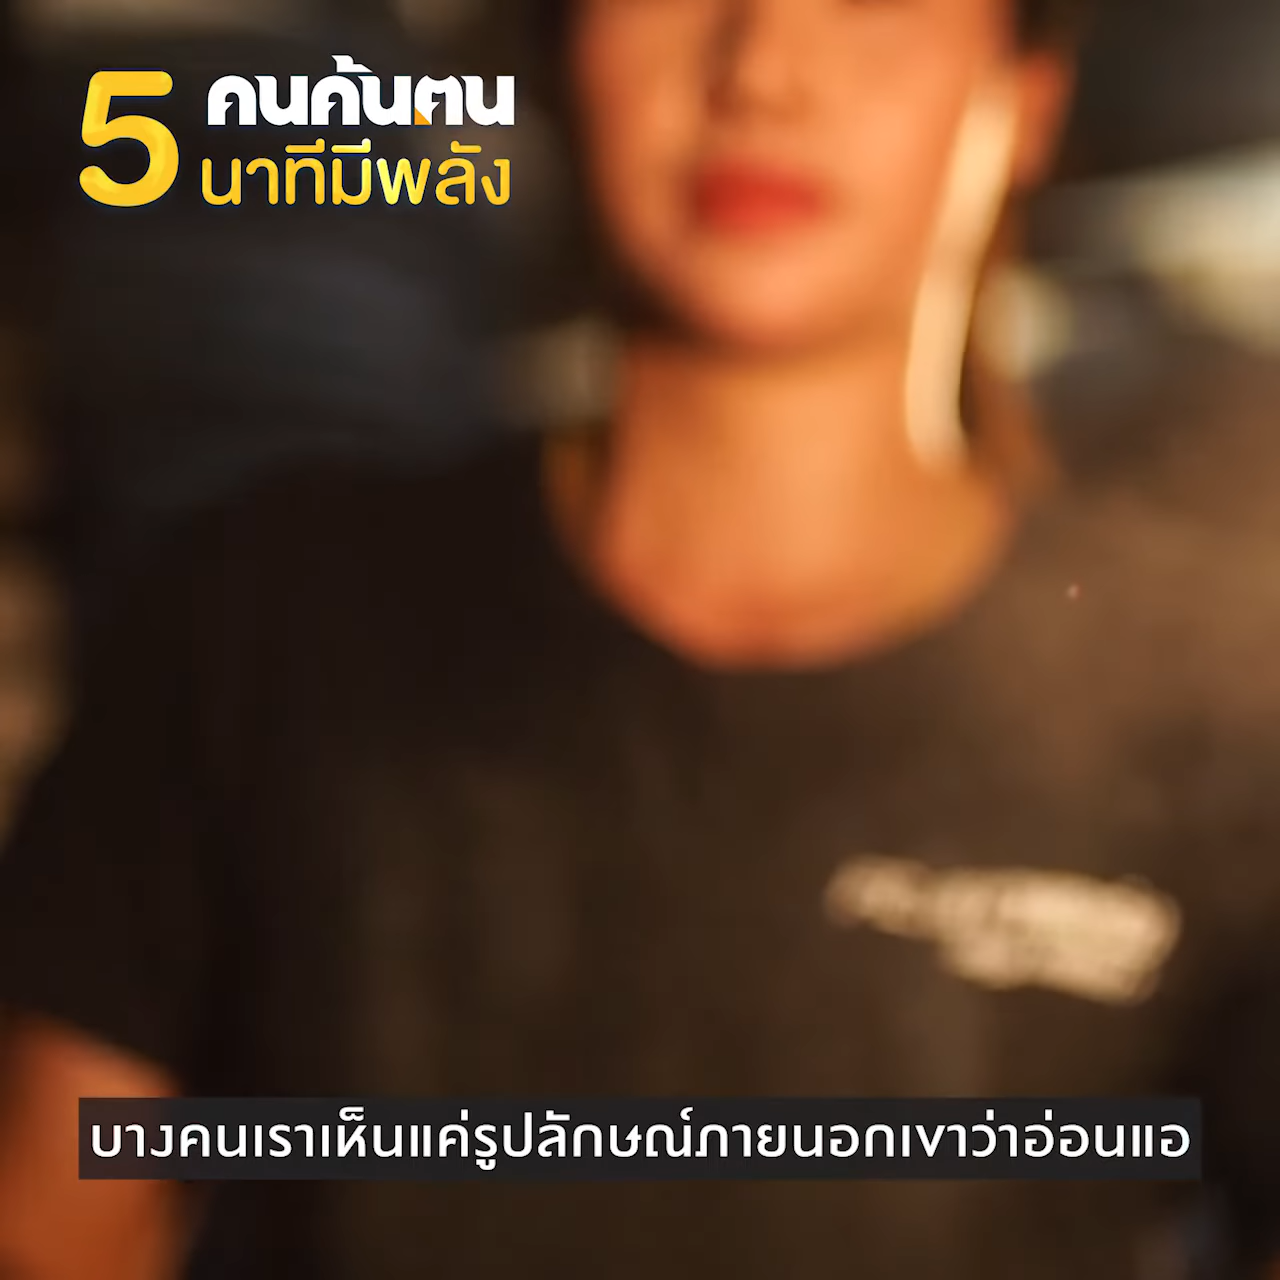 5 คนค้นฅน
นาทีมีพลัง
บางคนเราเห็นแค่รูปลักษณ์ภายนอกเขาว่าอ่อนแอ